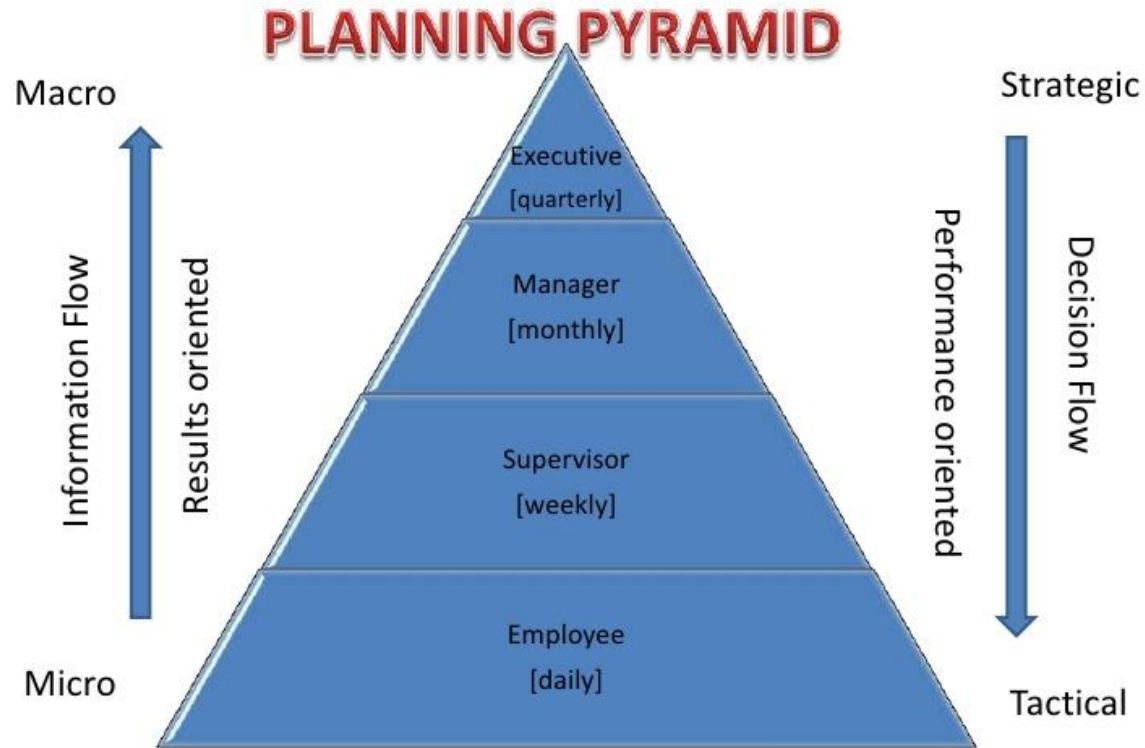 PLANNING PYRAMID
Macro
Strategic
Executive
[quarterly]
Manager
[monthly]
Supervisor
[weekly]
Employee
[daily]
Information Flow
Results oriented
Performance oriented
Decision Flow
Micro
Tactical